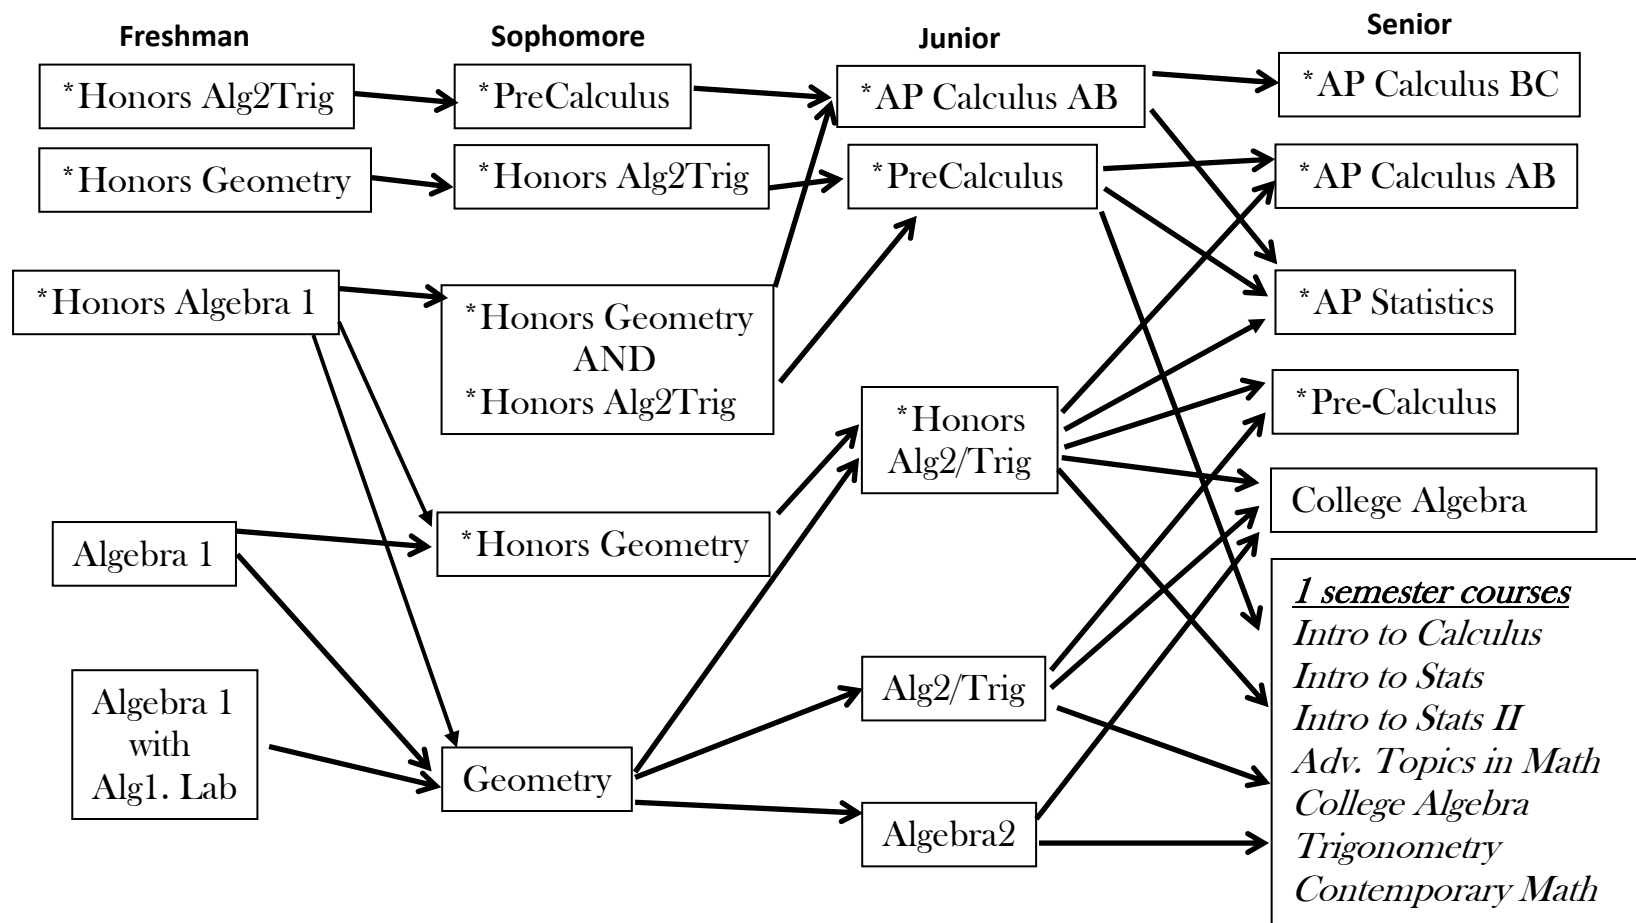 Freshman
*Honors Alg2Trig
*Honors Geometry
*Honors Algebra 1
Algebra 1
Algebra 1
with
Alg1. Lab
Sophomore
*PreCalculus
*Honors Alg2Trig
*Honors Geometry
AND
*Honors Alg2Trig
*Honors Geometry
Geometry
Junior
*AP Calculus AB
*PreCalculus
*Honors
Alg2/Trig
Alg2/Trig
Algebra2
Senior
*AP Calculus BC
*AP Calculus AB
*AP Statistics
*Pre-Calculus
College Algebra
1 semester courses
Intro to Calculus
Intro to Stats
Intro to Stats II
Adv. Topics in Math
College Algebra
Trigonometry
Contemporary Math